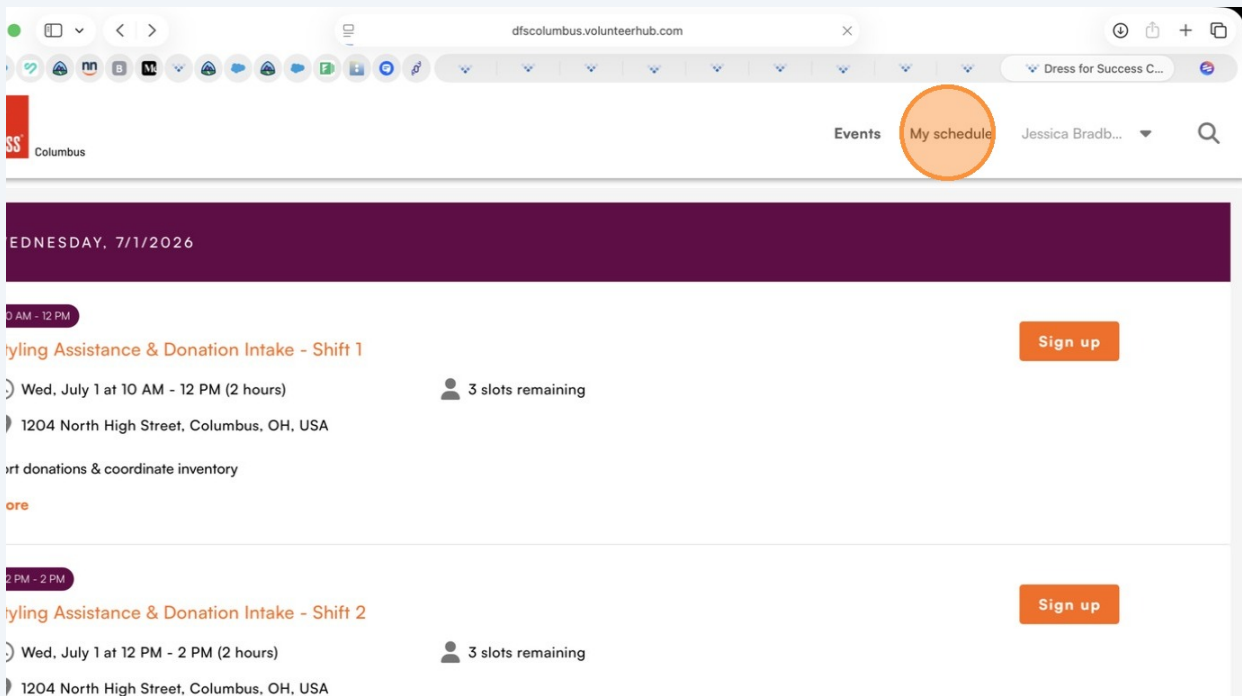 dfscolumbus.volunteerhub.com
nn
B
Dress for Success C...
Columbus
Events
My schedule
Jessica Bradb...
EDNESDAY, 7/1/2026
0 AM - 12 PM
tyling Assistance & Donation Intake - Shift 1
Sign up
Wed, July 1 at 10 AM - 12 PM (2 hours)
3 slots remaining
1204 North High Street, Columbus, OH, USA
ort donations & coordinate inventory
ore
2 PM - 2 PM
tyling Assistance & Donation Intake - Shift 2
Sign up
Wed, July 1 at 12 PM - 2 PM (2 hours)
3 slots remaining
1204 North High Street, Columbus, OH, USA